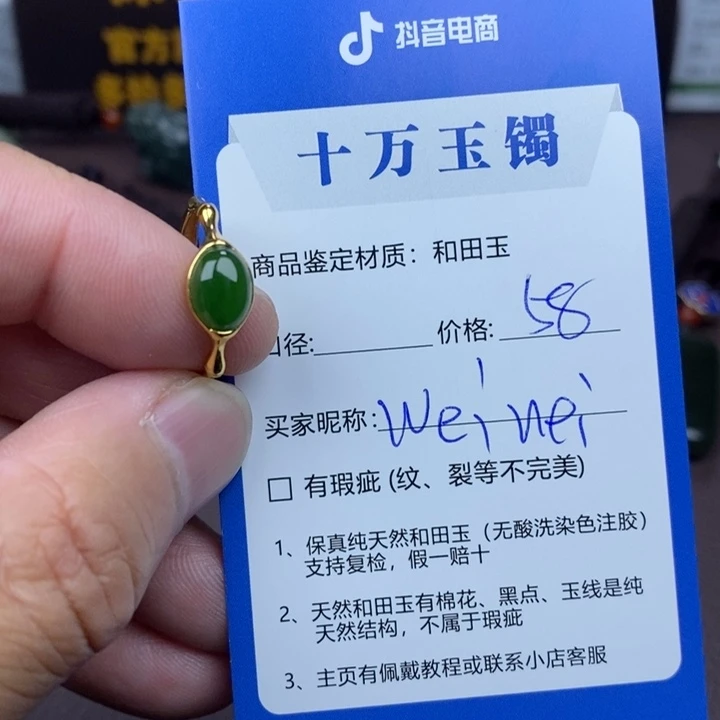 抖音电商
官方
十万玉镯
商品鉴定材质：和田玉
口径: 价格: 58
买家昵称: wei nei
有瑕疵 (纹、裂等不完美)
1、保真纯天然和田玉（无酸洗染色注胶）
支持复检，假一赔十
2、天然和田玉有棉花、黑点、玉线是纯
天然结构，不属于瑕疵
3、主页有佩戴教程或联系小店客服